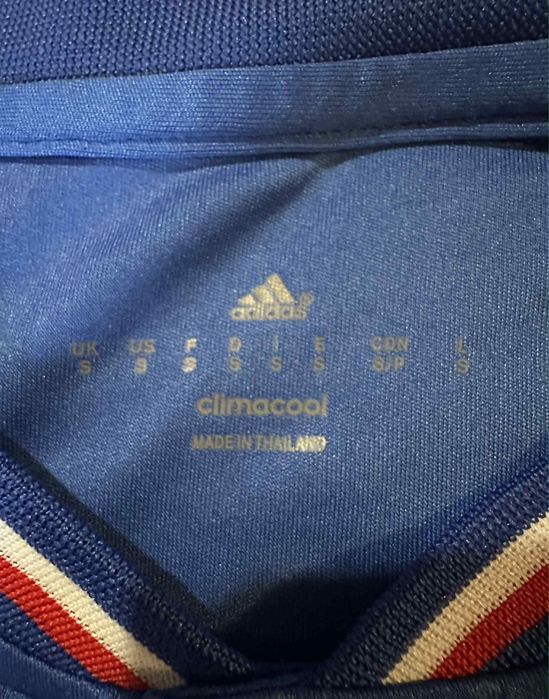 adidas
UK US F D I E CDN L
S S S S S S S/P S
climacool
MADE IN THAILAND